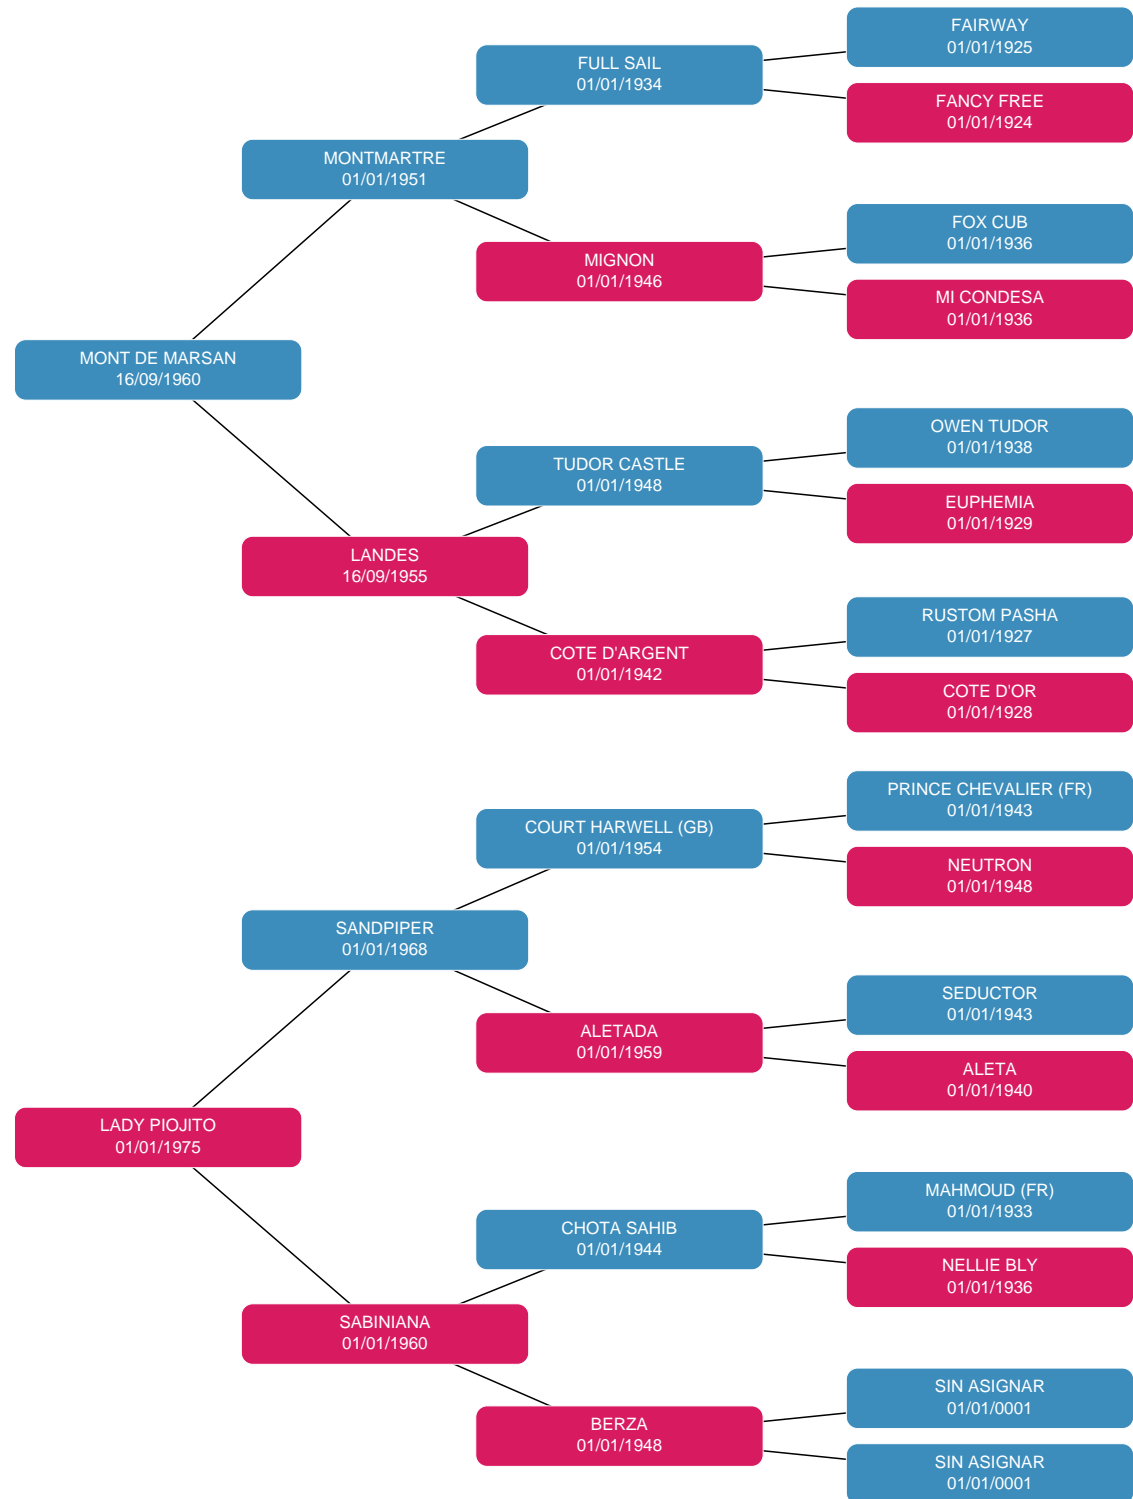 FAIRWAY
01/01/1925
FULL SAIL
01/01/1934
FANCY FREE
01/01/1924
MONTMARTRE
01/01/1951
FOX CUB
01/01/1936
MIGNON
01/01/1946
MI CONDESA
01/01/1936
MONT DE MARSAN
16/09/1960
OWEN TUDOR
01/01/1938
TUDOR CASTLE
01/01/1948
EUPHEMIA
01/01/1929
LANDES
16/09/1955
RUSTOM PASHA
01/01/1927
COTE D'ARGENT
01/01/1942
COTE D'OR
01/01/1928
PRINCE CHEVALIER (FR)
01/01/1943
COURT HARWELL (GB)
01/01/1954
NEUTRON
01/01/1948
SANDPIPER
01/01/1968
SEDUCTOR
01/01/1943
ALETADA
01/01/1959
ALETA
01/01/1940
LADY PIOJITO
01/01/1975
MAHMOUD (FR)
01/01/1933
CHOTA SAHIB
01/01/1944
NELLIE BLY
01/01/1936
SABINIANA
01/01/1960
SIN ASIGNAR
01/01/0001
BERZA
01/01/1948
SIN ASIGNAR
01/01/0001